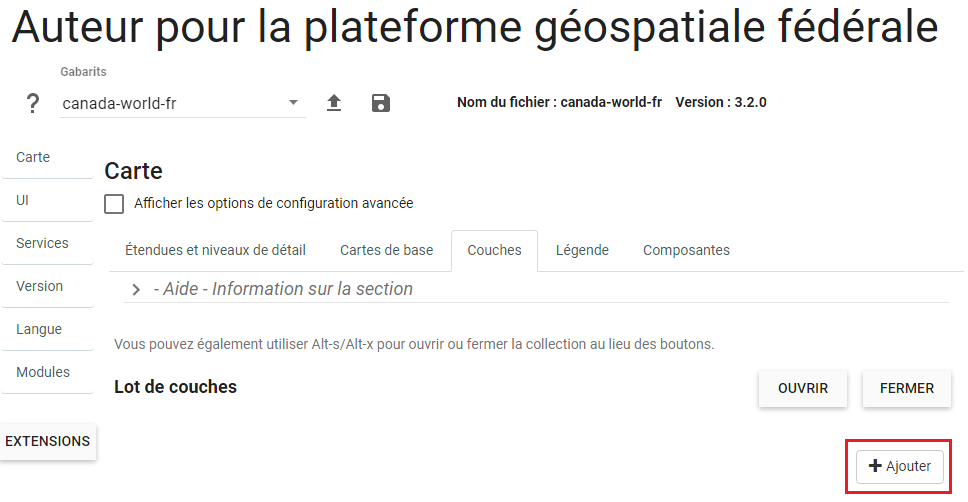 Auteur pour la plateforme géospatiale fédérale
Gabarits
? canada-world-fr Nom du fichier : canada-world-fr Version : 3.2.0
Carte
UI
Services
Version
Langue
Modules
EXTENSIONS
Carte
Afficher les options de configuration avancée
Étendues et niveaux de détail Cartes de base Couches Légende Composantes
- Aide - Information sur la section
Vous pouvez également utiliser Alt-s/Alt-x pour ouvrir ou fermer la collection au lieu des boutons.
Lot de couches OUVRIR FERMER
+ Ajouter